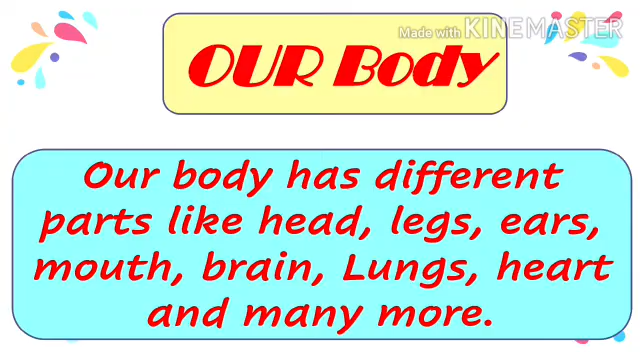 Made with KINEMASTER
OUR Body
Our body has different
parts like head, legs, ears,
mouth, brain, Lungs, heart
and many more.